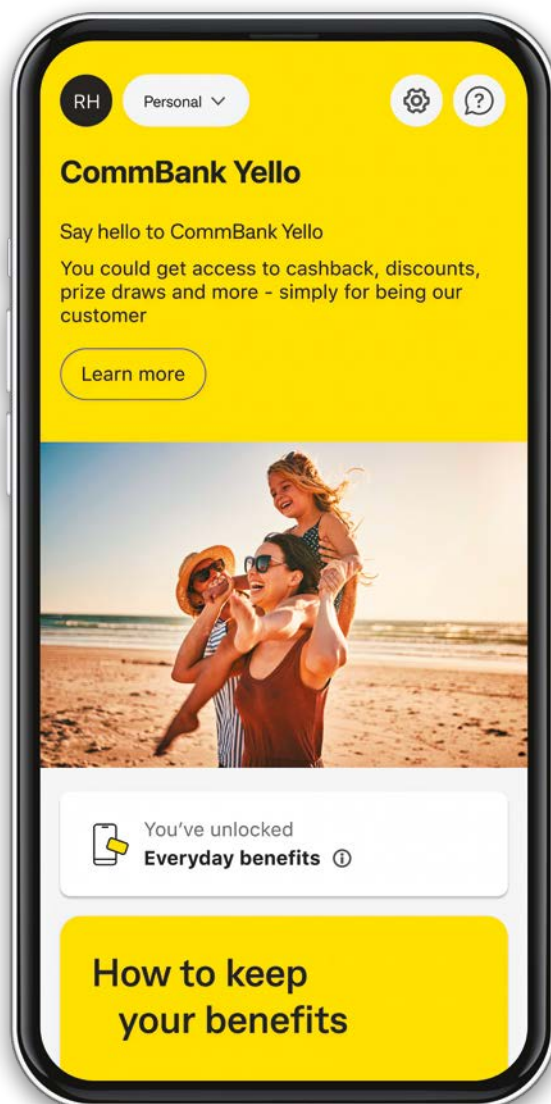 RH
Personal
CommBank Yello
Say hello to CommBank Yello
You could get access to cashback, discounts,
prize draws and more - simply for being our
customer
Learn more
You've unlocked
Everyday benefits
How to keep
your benefits